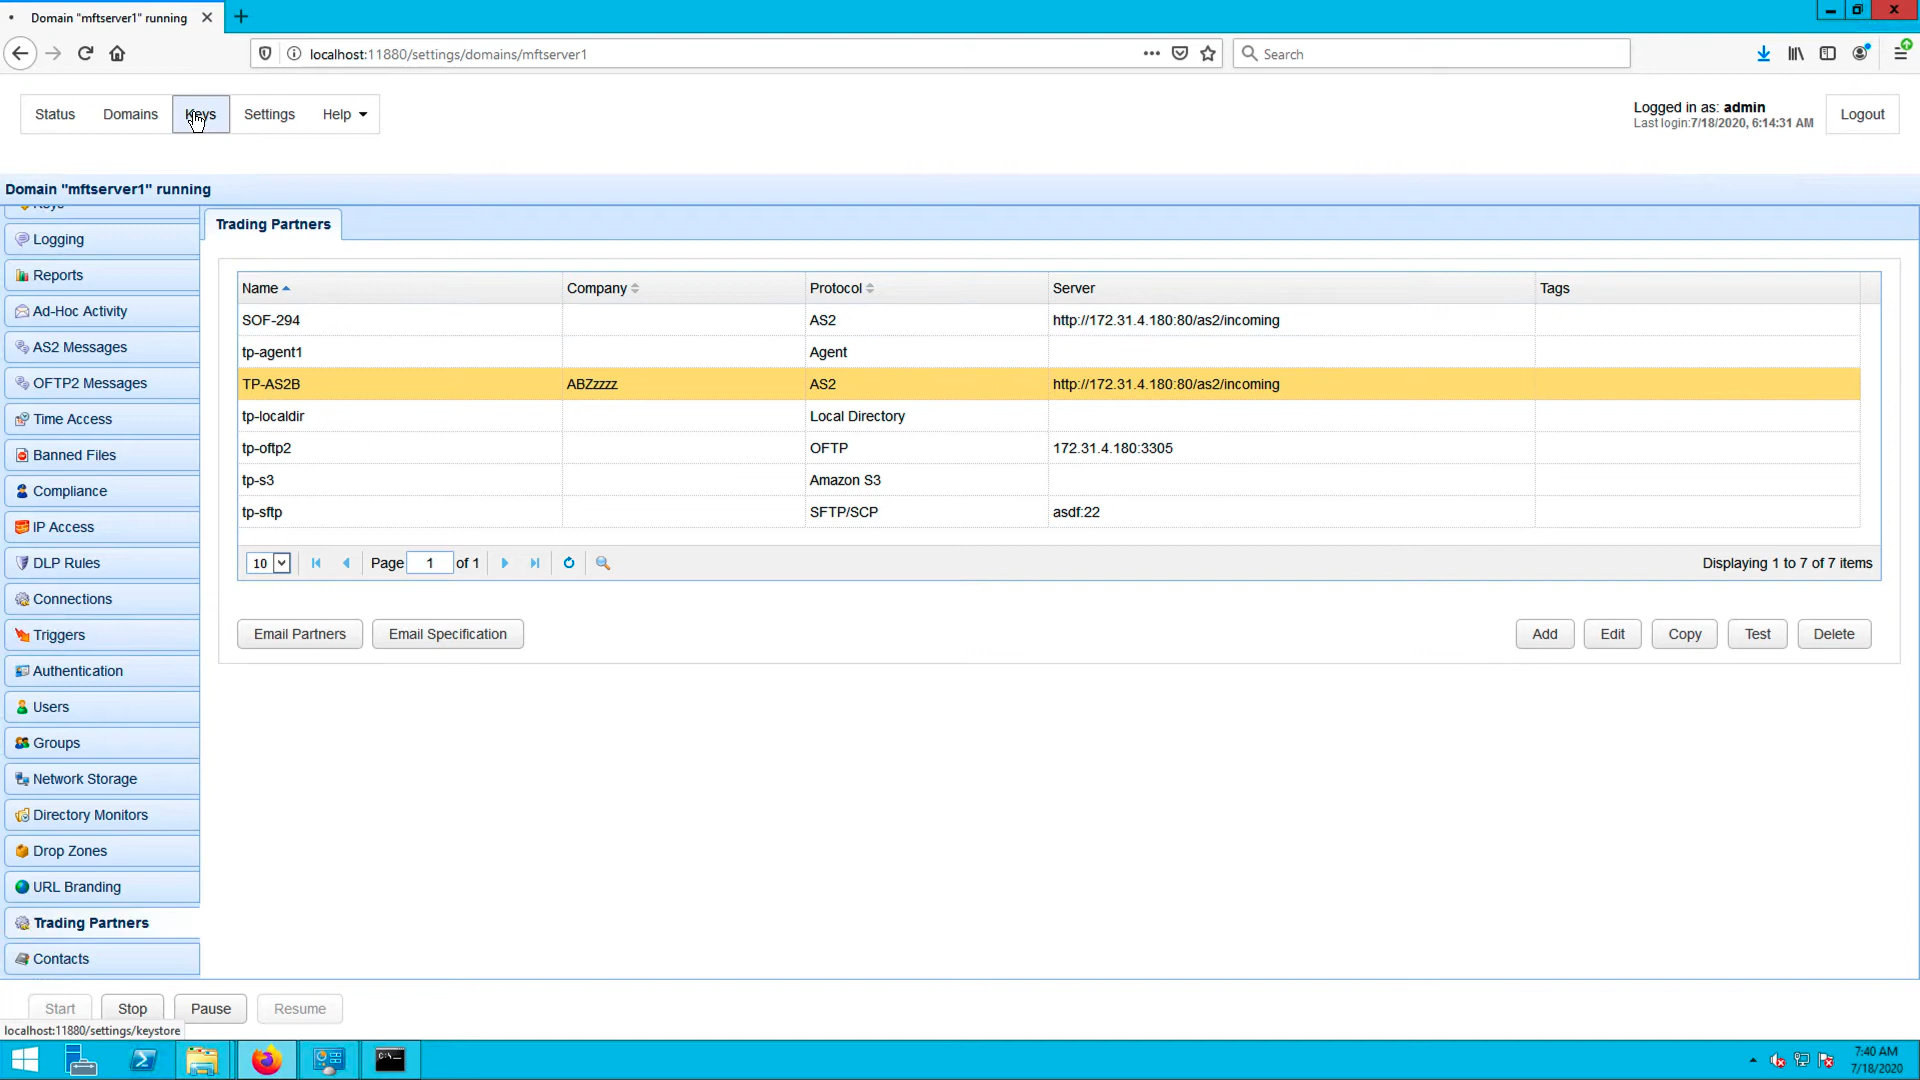 Domain "mftserver1" running
localhost:11880/settings/domains/mftserver1
Search
Status Domains Keys Settings Help
Logged in as: admin
Last login:7/18/2020, 6:14:31 AM
Logout
Domain "mftserver1" running
Keys
Logging
Reports
Ad-Hoc Activity
AS2 Messages
OFTP2 Messages
Time Access
Banned Files
Compliance
IP Access
DLP Rules
Connections
Triggers
Authentication
Users
Groups
Network Storage
Directory Monitors
Drop Zones
URL Branding
Trading Partners
Contacts
Trading Partners
Name Company Protocol Server Tags
SOF-294 AS2 http://172.31.4.180:80/as2/incoming
tp-agent1 Agent
TP-AS2B ABZzzzz AS2 http://172.31.4.180:80/as2/incoming
tp-localdir Local Directory
tp-oftp2 OFTP 172.31.4.180:3305
tp-s3 Amazon S3
tp-sftp SFTP/SCP asdf:22
10 Page 1 of 1 Displaying 1 to 7 of 7 items
Email Partners Email Specification Add Edit Copy Test Delete
Start Stop Pause Resume
localhost:11880/settings/keystore
C:\_
7:40 AM
7/18/2020